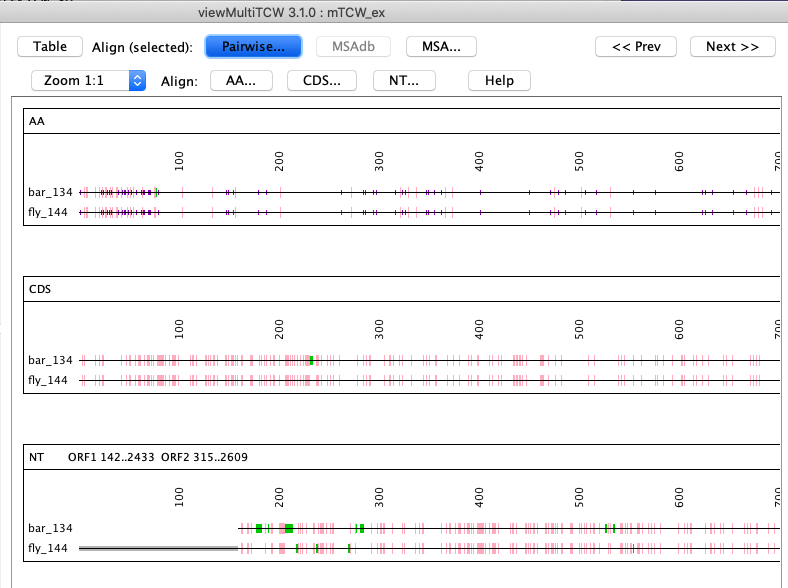 viewMultiTCW 3.1.0 : mTCW_ex
Table Align (selected): Pairwise... MSAdb MSA... << Prev Next >>
Zoom 1:1 Align: AA... CDS... NT... Help
AA
100 200 300 400 500 600 700
bar_134
fly_144
CDS
100 200 300 400 500 600 700
bar_134
fly_144
NT ORF1 142..2433 ORF2 315..2609
100 200 300 400 500 600 700
bar_134
fly_144